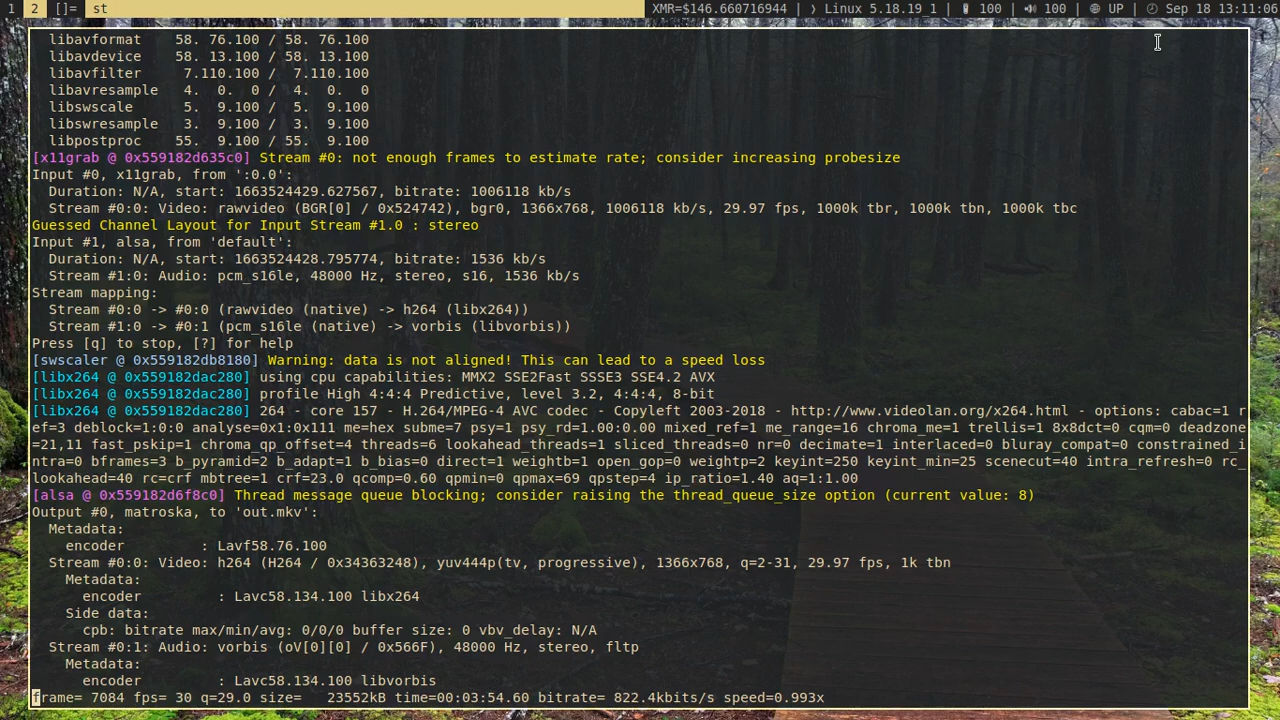 1 2 []= st XMR=$146.660716944 | ❭ Linux 5.18.19_1 | 100 | 100 | UP | Sep 18 13:11:06
libavformat    58. 76.100 / 58. 76.100
libavdevice    58. 13.100 / 58. 13.100
libavfilter     7.110.100 /  7.110.100
libavresample   4.  0.  0 /  4.  0.  0
libswscale      5.  9.100 /  5.  9.100
libswresample   3.  9.100 /  3.  9.100
libpostproc    55.  9.100 / 55.  9.100
[x11grab @ 0x559182d635c0] Stream #0: not enough frames to estimate rate; consider increasing probesize
Input #0, x11grab, from ':0.0':
Duration: N/A, start: 1663524429.627567, bitrate: 1006118 kb/s
Stream #0:0: Video: rawvideo (BGR[0] / 0x524742), bgr0, 1366x768, 1006118 kb/s, 29.97 fps, 1000k tbr, 1000k tbn, 1000k tbc
Guessed Channel Layout for Input Stream #1.0 : stereo
Input #1, alsa, from 'default':
Duration: N/A, start: 1663524428.795774, bitrate: 1536 kb/s
Stream #1:0: Audio: pcm_s16le, 48000 Hz, stereo, s16, 1536 kb/s
Stream mapping:
Stream #0:0 -> #0:0 (rawvideo (native) -> h264 (libx264))
Stream #1:0 -> #0:1 (pcm_s16le (native) -> vorbis (libvorbis))
Press [q] to stop, [?] for help
[swscaler @ 0x559182db8180] Warning: data is not aligned! This can lead to a speed loss
[libx264 @ 0x559182dac280] using cpu capabilities: MMX2 SSE2Fast SSSE3 SSE4.2 AVX
[libx264 @ 0x559182dac280] profile High 4:4:4 Predictive, level 3.2, 4:4:4, 8-bit
[libx264 @ 0x559182dac280] 264 - core 157 - H.264/MPEG-4 AVC codec - Copyleft 2003-2018 - http://www.videolan.org/x264.html - options: cabac=1 r
ef=3 deblock=1:0:0 analyse=0x1:0x111 me=hex subme=7 psy=1 psy_rd=1.00:0.00 mixed_ref=1 me_range=16 chroma_me=1 trellis=1 8x8dct=0 cqm=0 deadzone
=21,11 fast_pskip=1 chroma_qp_offset=4 threads=6 lookahead_threads=1 sliced_threads=0 nr=0 decimate=1 interlaced=0 bluray_compat=0 constrained_i
ntra=0 bframes=3 b_pyramid=2 b_adapt=1 b_bias=0 direct=1 weightb=1 open_gop=0 weightp=2 keyint=250 keyint_min=25 scenecut=40 intra_refresh=0 rc_
lookahead=40 rc=crf mbtree=1 crf=23.0 qcomp=0.60 qpmin=0 qpmax=69 qpstep=4 ip_ratio=1.40 aq=1:1.00
[alsa @ 0x559182d6f8c0] Thread message queue blocking; consider raising the thread_queue_size option (current value: 8)
Output #0, matroska, to 'out.mkv':
Metadata:
encoder         : Lavf58.76.100
Stream #0:0: Video: h264 (H264 / 0x34363248), yuv444p(tv, progressive), 1366x768, q=2-31, 29.97 fps, 1k tbn
Metadata:
encoder         : Lavc58.134.100 libx264
Side data:
cpb: bitrate max/min/avg: 0/0/0 buffer size: 0 vbv_delay: N/A
Stream #0:1: Audio: vorbis (oV[0][0] / 0x566F), 48000 Hz, stereo, fltp
Metadata:
encoder         : Lavc58.134.100 libvorbis
frame= 7084 fps= 30 q=29.0 size=   23552kB time=00:03:54.60 bitrate= 822.4kbits/s speed=0.993x